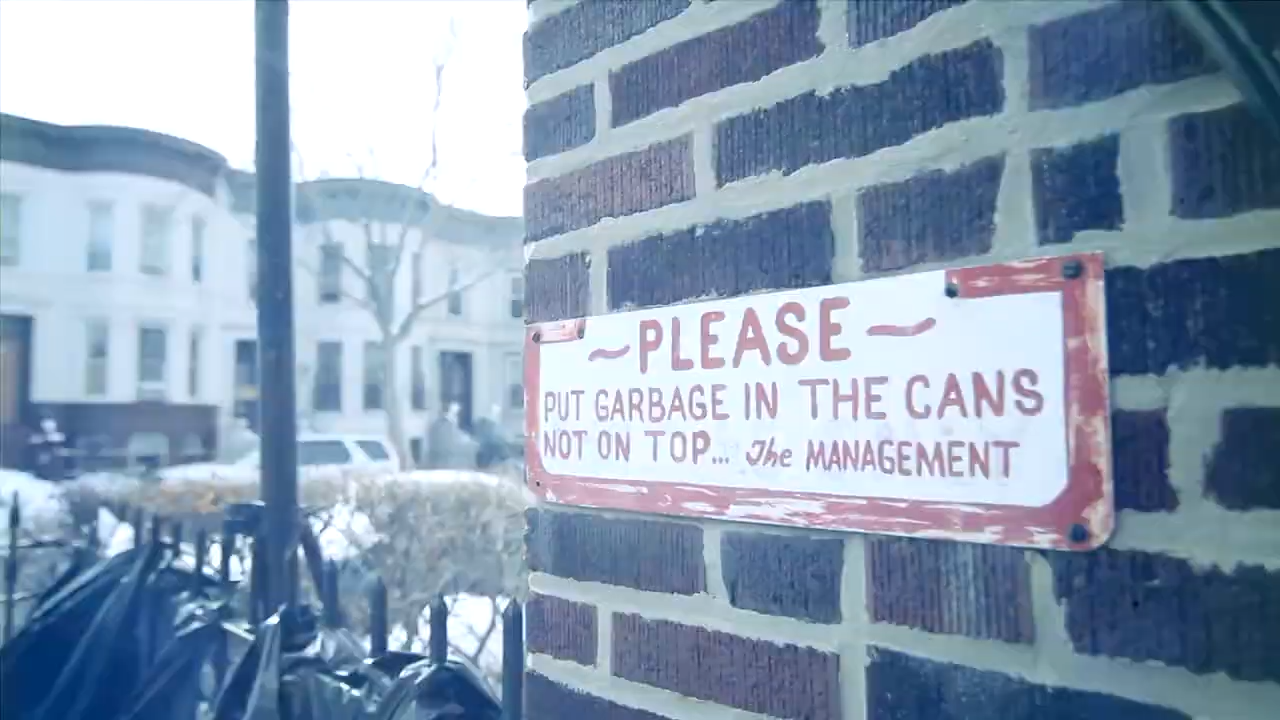 ~PLEASE~
PUT GARBAGE IN THE CANS
NOT ON TOP... The MANAGEMENT